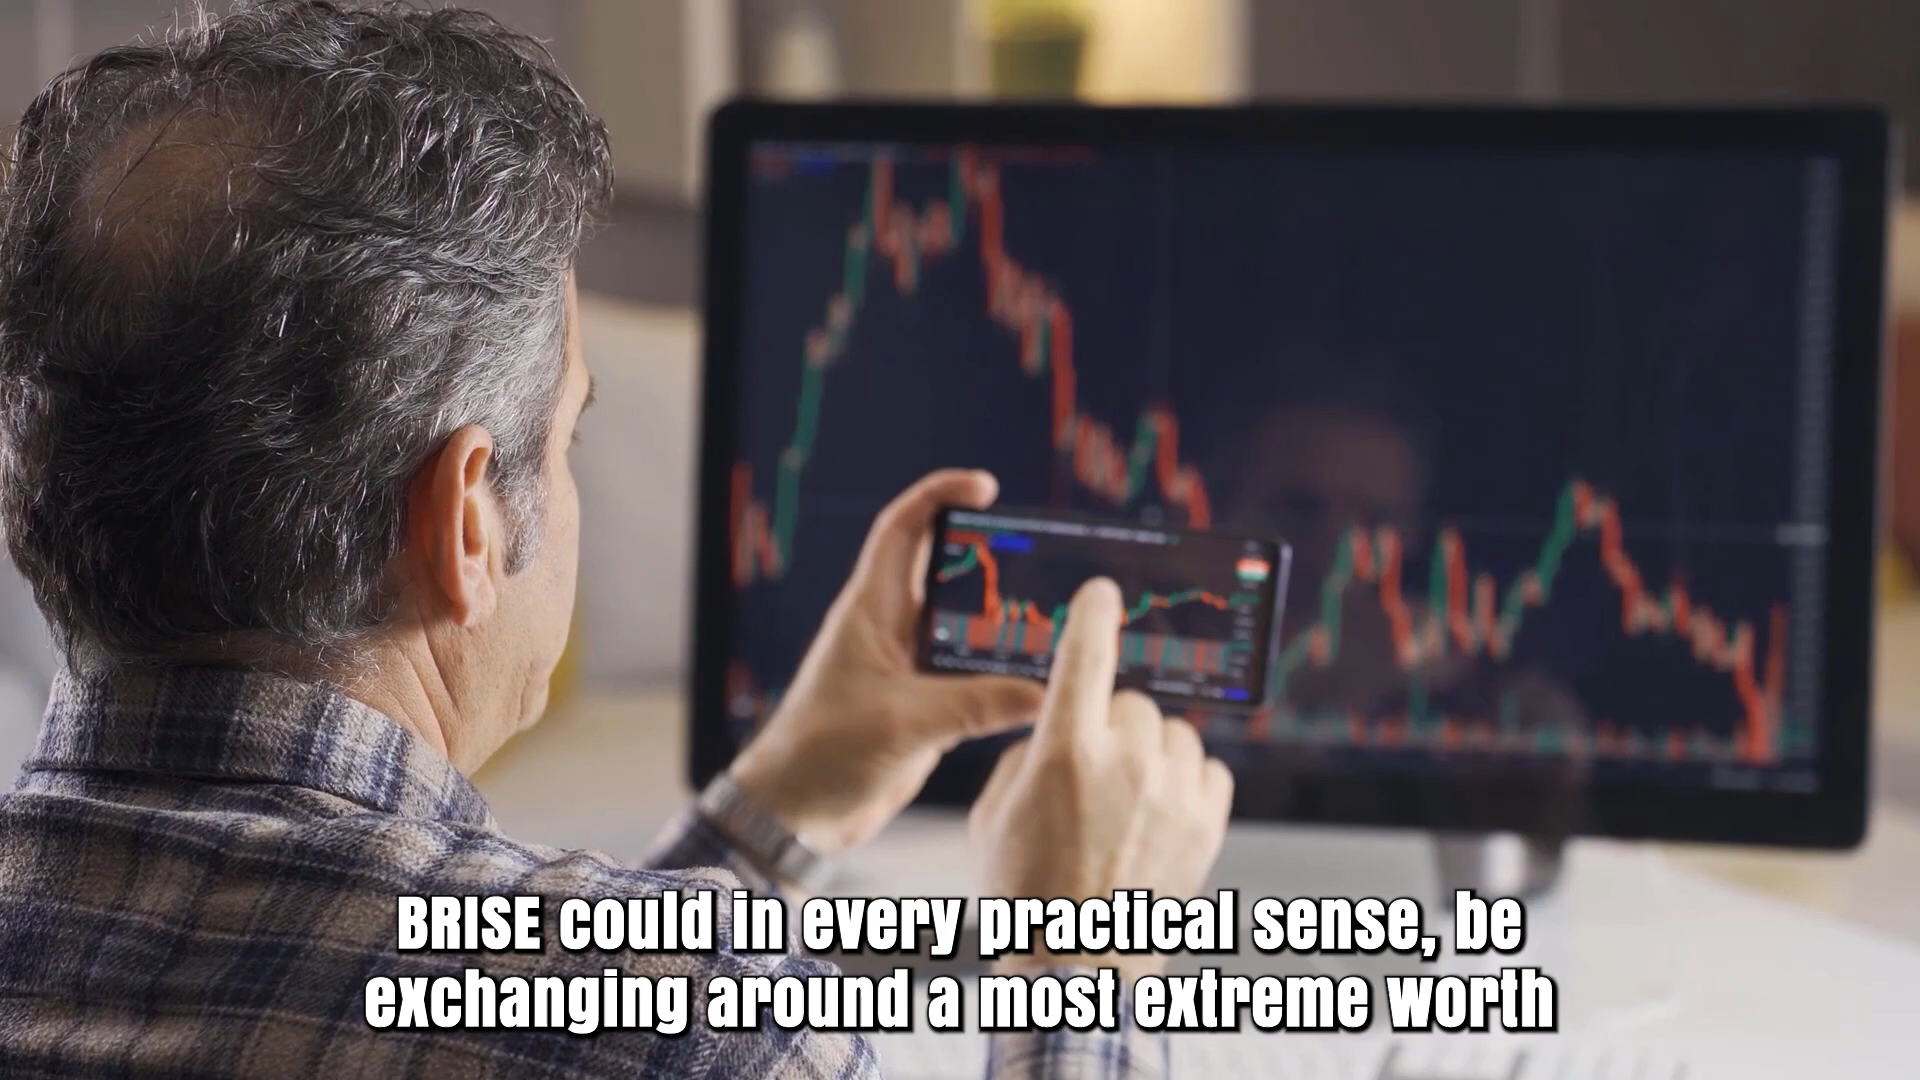 BRISE could in every practical sense, be
exchanging around a most extreme worth